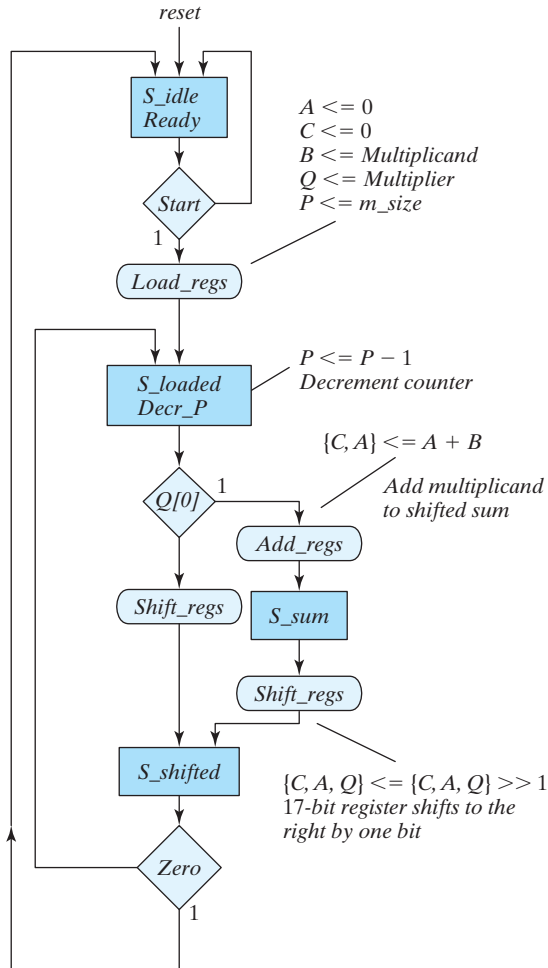 reset
S_idle
Ready
A <= 0
C <= 0
B <= Multiplicand
Q <= Multiplier
P <= m_size
Start
1
Load_regs
S_loaded
Decr_P
P <= P − 1
Decrement counter
{C, A} <= A + B
Add multiplicand
to shifted sum
Q[0]
1
Add_regs
Shift_regs
S_sum
Shift_regs
S_shifted
{C, A, Q} <= {C, A, Q} >> 1
17-bit register shifts to the
right by one bit
Zero
1